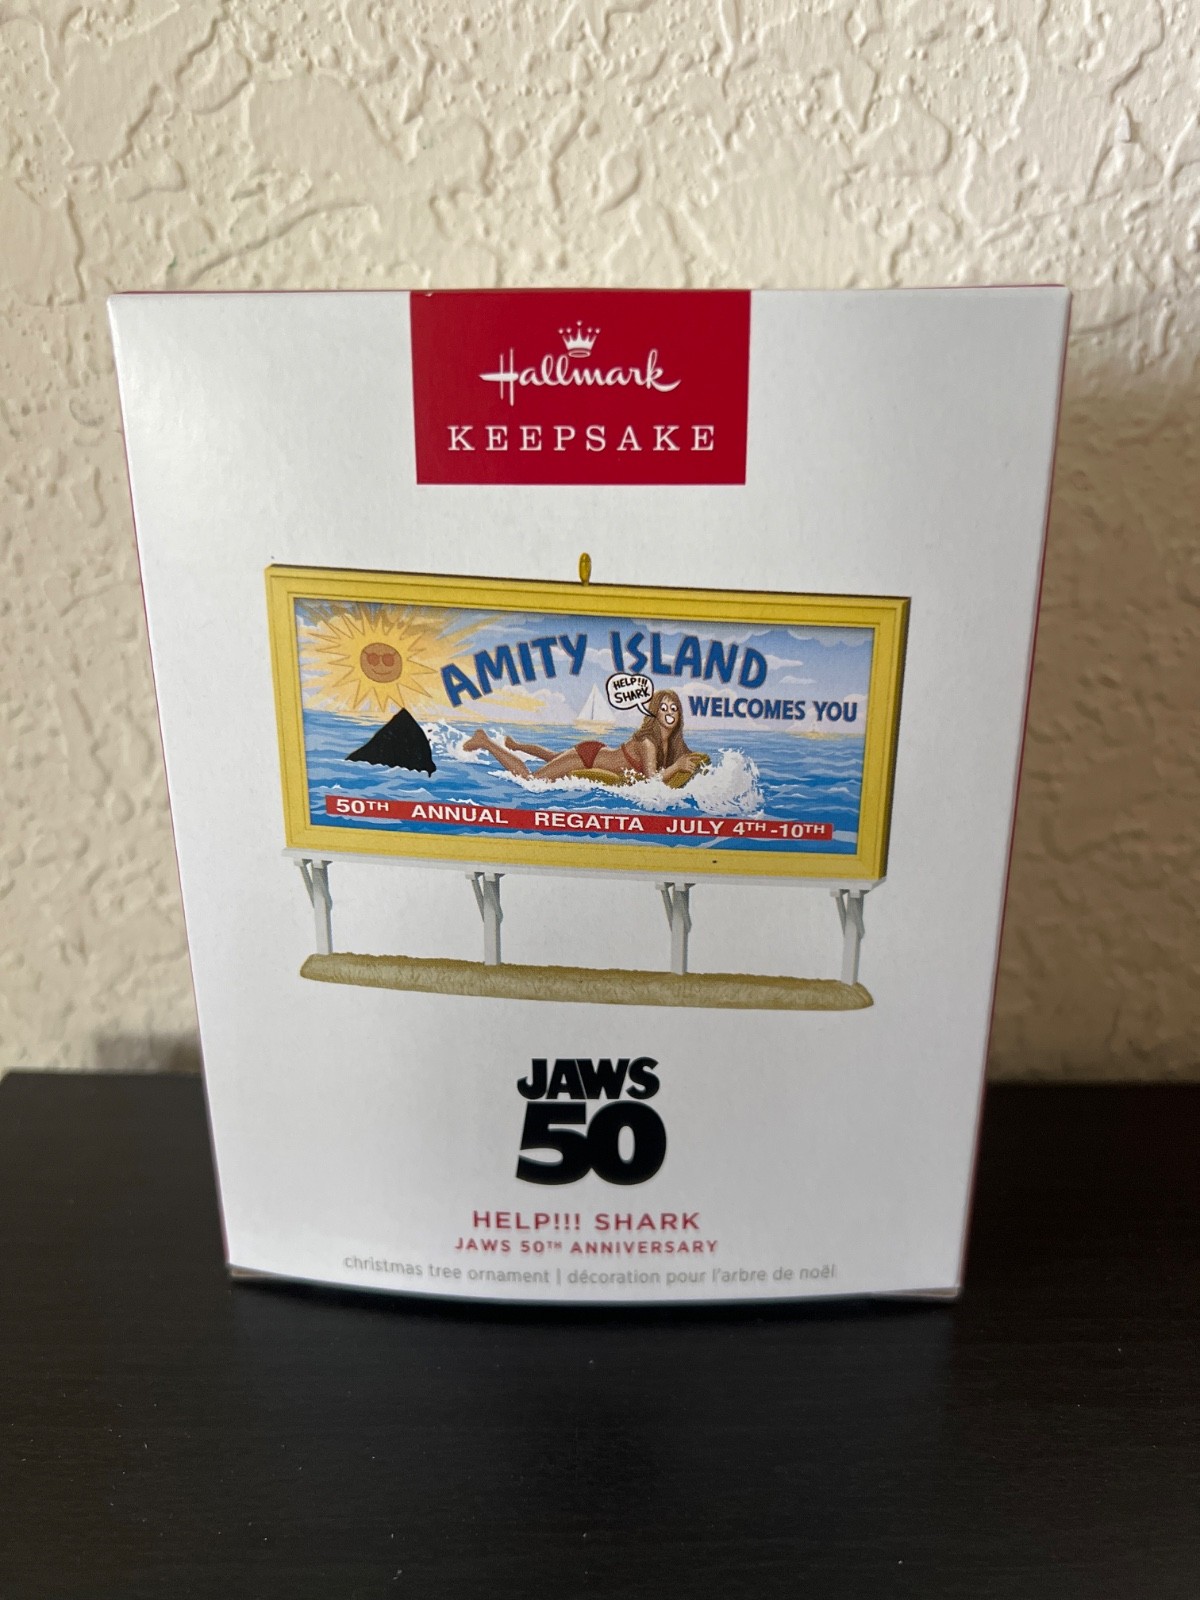 Hallmark
KEEPSAKE
AMITY ISLAND
HELP!!!
SHARK
WELCOMES YOU
50TH ANNUAL REGATTA JULY 4TH-10TH
JAWS
50
HELP!!! SHARK
JAWS 50TH ANNIVERSARY
christmas tree ornament | décoration pour l'arbre de noël